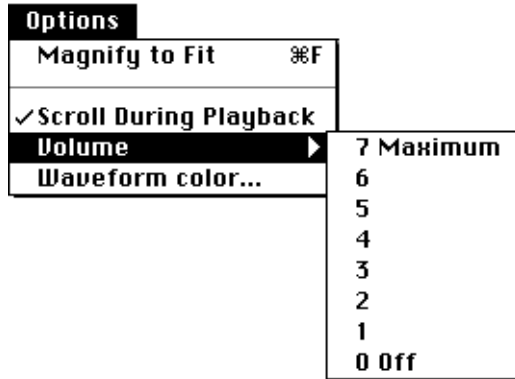 Options
Magnify to Fit ⌘F
✓Scroll During Playback
Volume ▶
Waveform color...
7 Maximum
6
5
4
3
2
1
0 Off